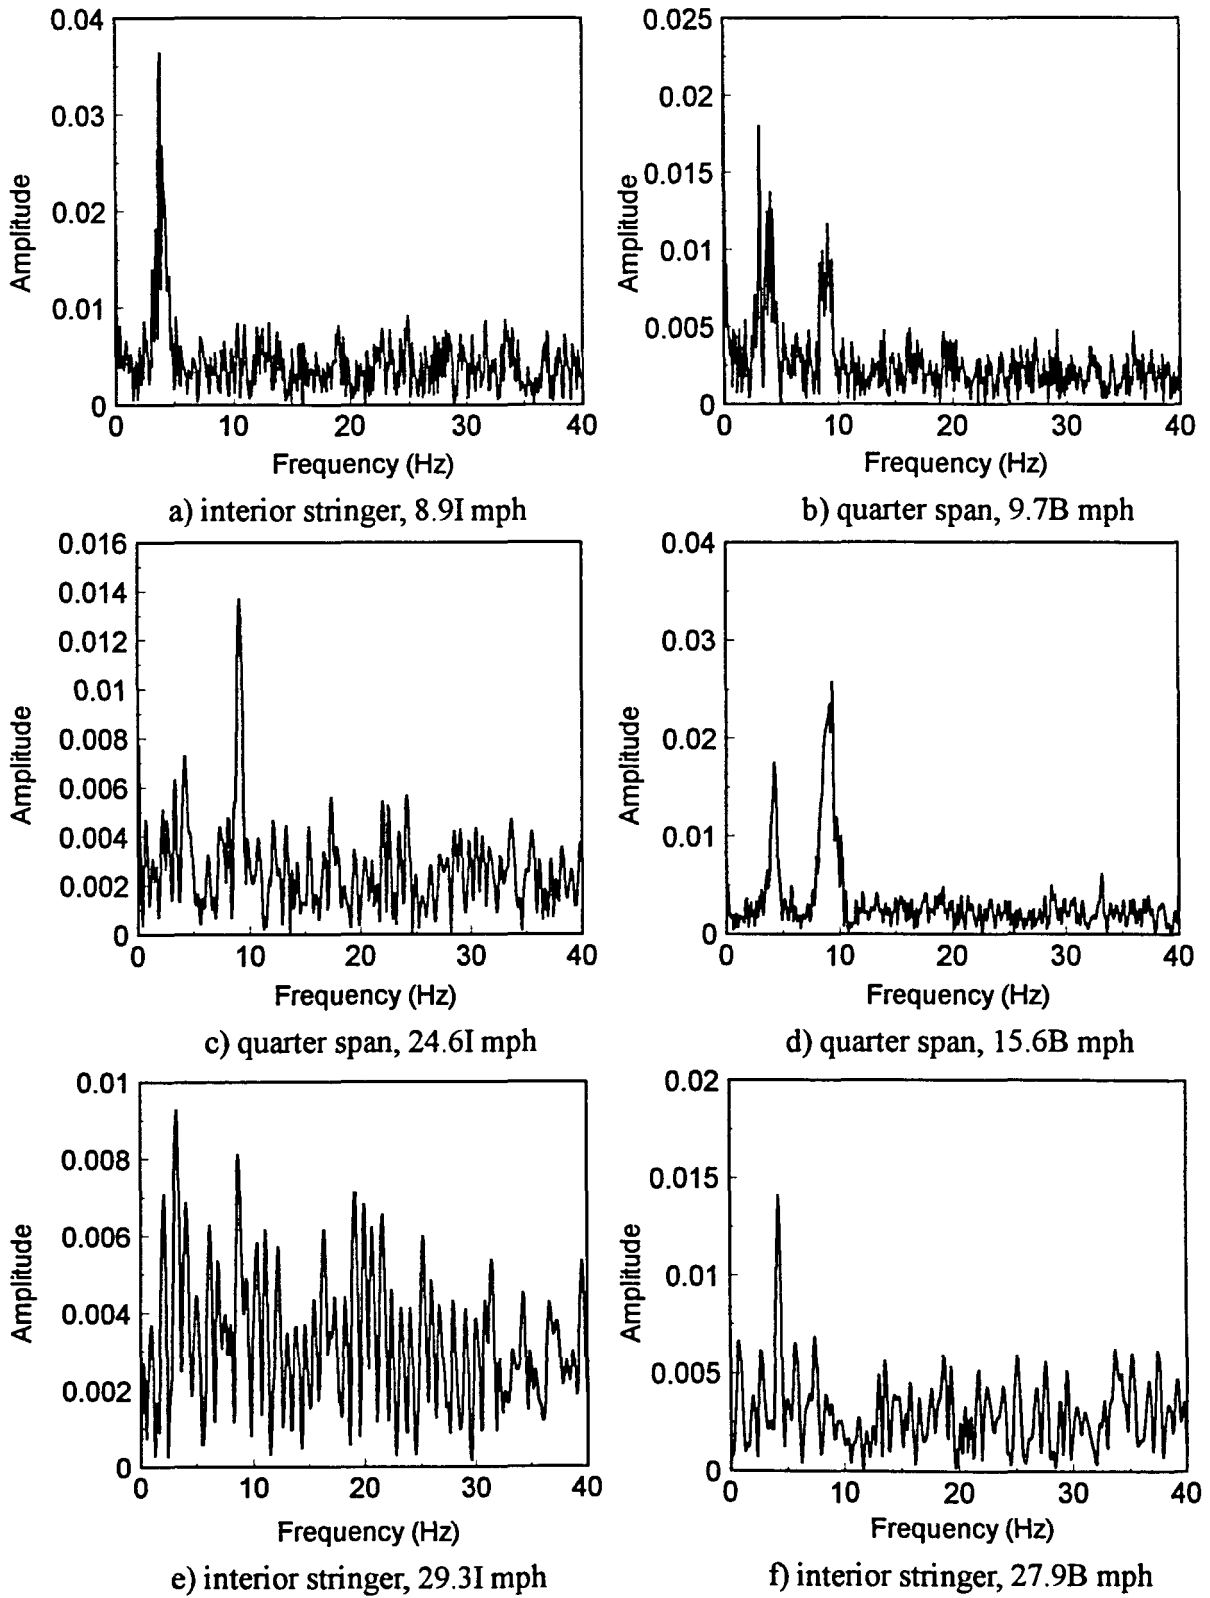 0.04
0.03
0.02
0.01
0
Amplitude
0 10 20 30 40
Frequency (Hz)
a) interior stringer, 8.9I mph
0.025
0.02
0.015
0.01
0.005
0
Amplitude
0 10 20 30 40
Frequency (Hz)
b) quarter span, 9.7B mph
0.016
0.014
0.012
0.01
0.008
0.006
0.004
0.002
0
Amplitude
0 10 20 30 40
Frequency (Hz)
c) quarter span, 24.6I mph
0.04
0.03
0.02
0.01
0
Amplitude
0 10 20 30 40
Frequency (Hz)
d) quarter span, 15.6B mph
0.01
0.008
0.006
0.004
0.002
0
Amplitude
0 10 20 30 40
Frequency (Hz)
e) interior stringer, 29.3I mph
0.02
0.015
0.01
0.005
0
Amplitude
0 10 20 30 40
Frequency (Hz)
f) interior stringer, 27.9B mph